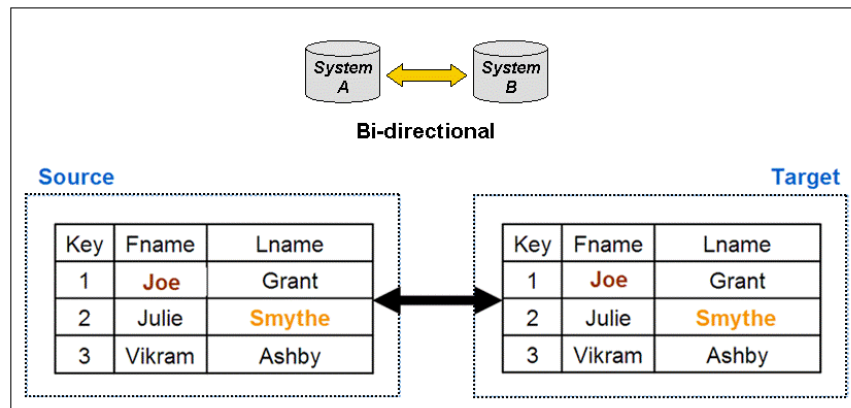 System A
System B
Bi-directional
Source
Target
Key Fname Lname
1 Joe Grant
2 Julie Smythe
3 Vikram Ashby
Key Fname Lname
1 Joe Grant
2 Julie Smythe
3 Vikram Ashby